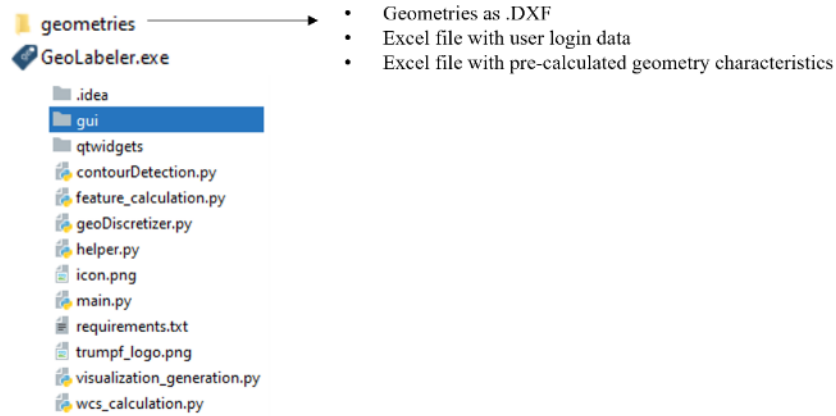 geometries
• Geometries as .DXF
• Excel file with user login data
• Excel file with pre-calculated geometry characteristics
GeoLabeler.exe
.idea
gui
qtwidgets
contourDetection.py
feature_calculation.py
geoDiscretizer.py
helper.py
icon.png
main.py
requirements.txt
trumpf_logo.png
visualization_generation.py
wcs_calculation.py